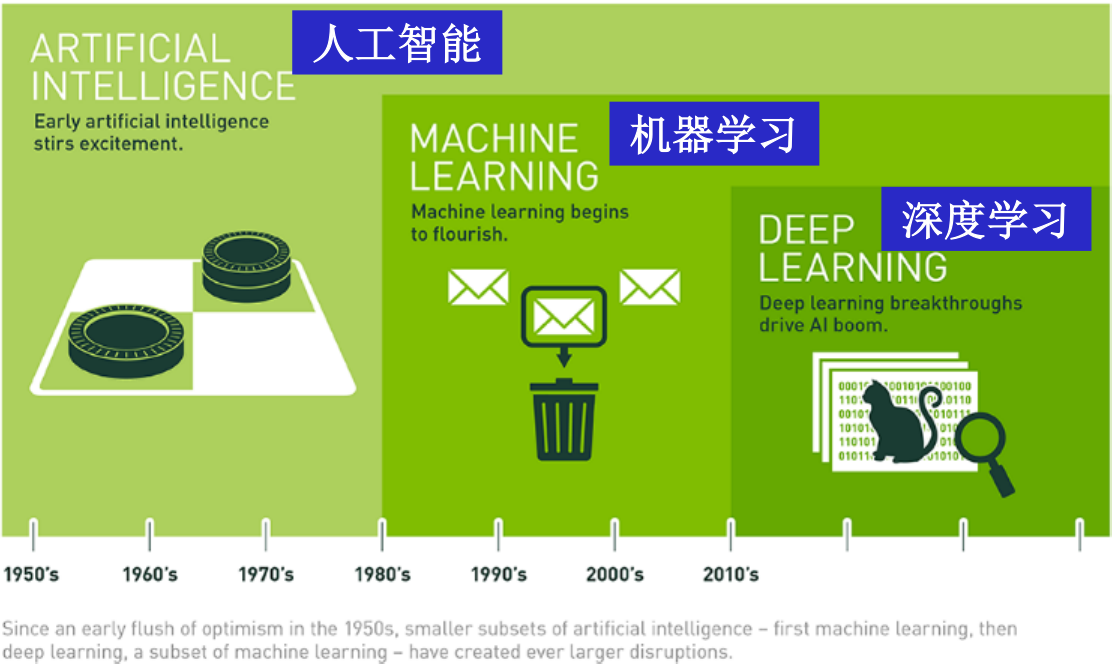 ARTIFICIAL
INTELLIGENCE
人工智能
Early artificial intelligence
stirs excitement.
MACHINE
LEARNING
机器学习
Machine learning begins
to flourish.
DEEP
LEARNING
深度学习
Deep learning breakthroughs
drive AI boom.
1950's 1960's 1970's 1980's 1990's 2000's 2010's
Since an early flush of optimism in the 1950s, smaller subsets of artificial intelligence – first machine learning, then
deep learning, a subset of machine learning – have created ever larger disruptions.